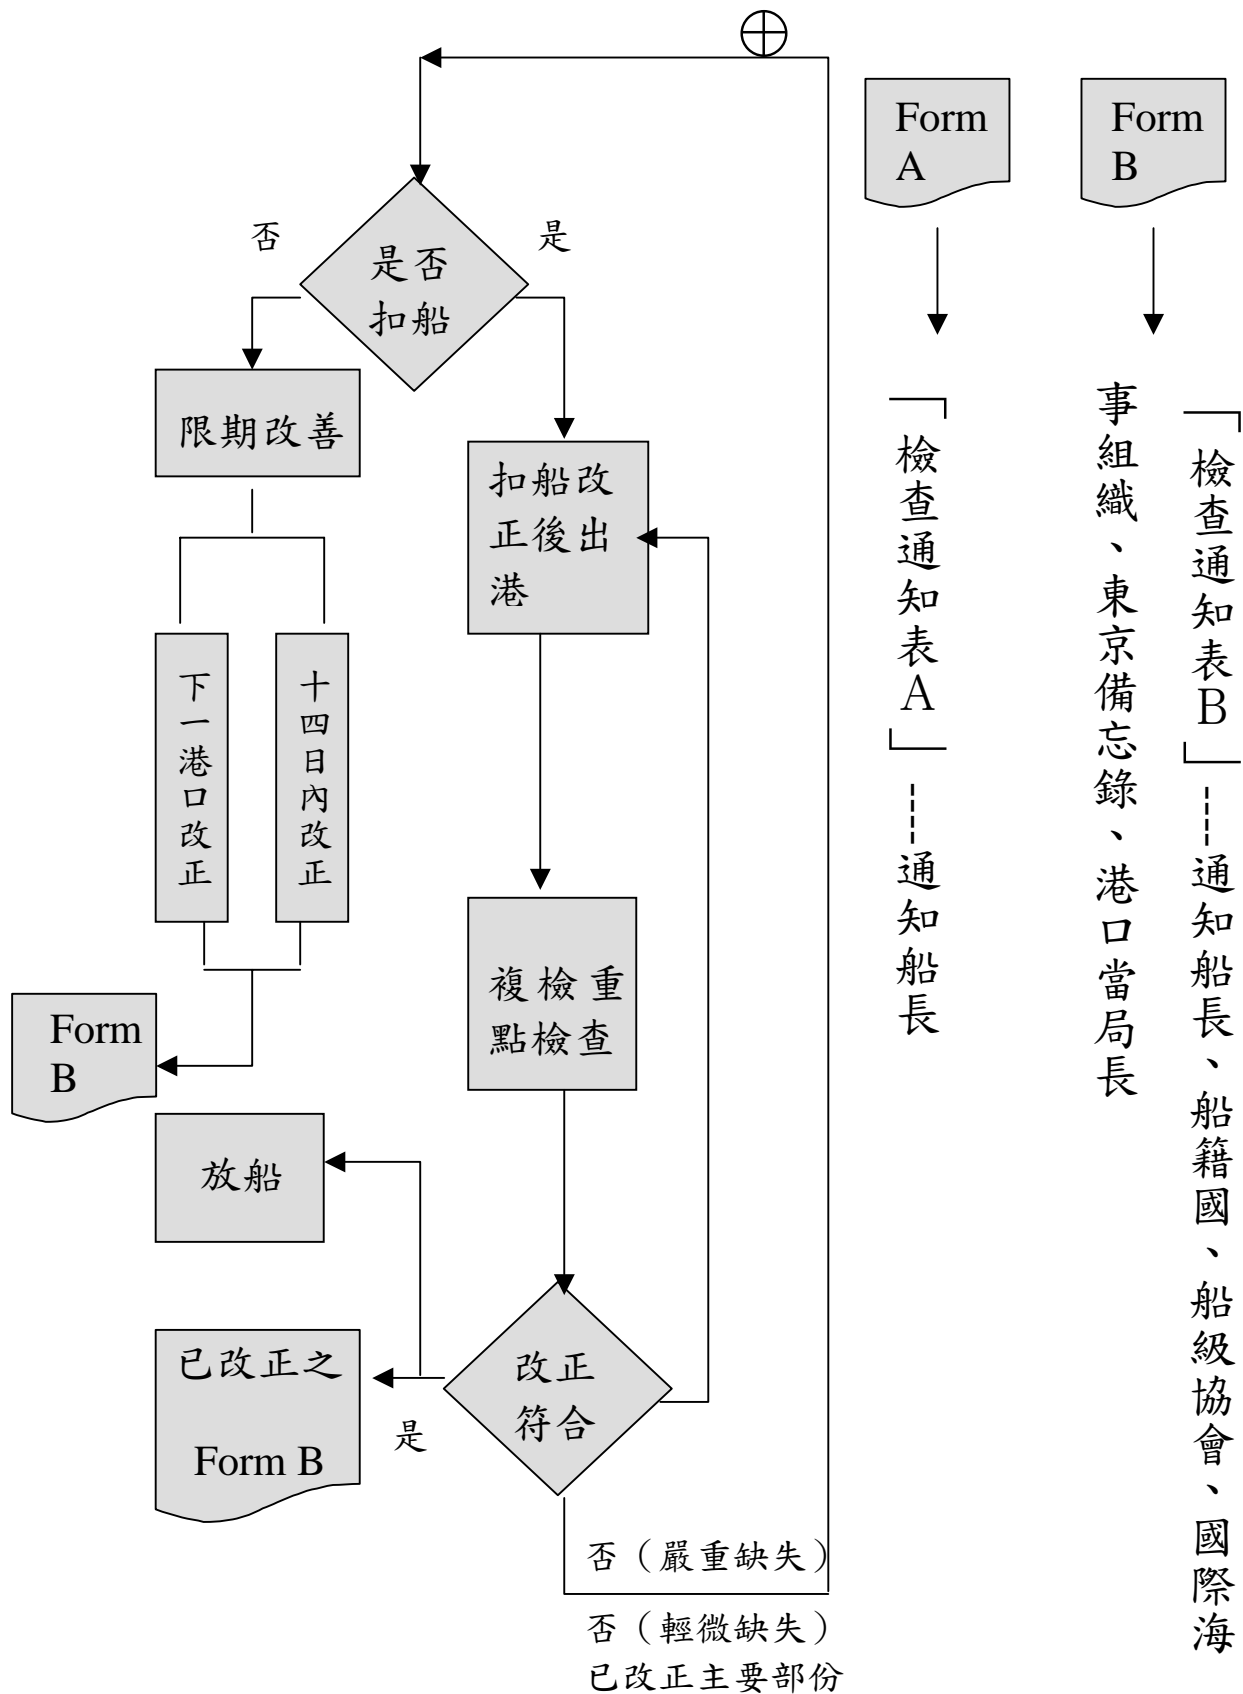 否
是
是否
扣船
限期改善
扣船改
正後出
港
下一港口改正
十四日內改正
Form
B
複檢重
點檢查
放船
改正
符合
是
已改正之
Form B
否（嚴重缺失）
否（輕微缺失）
已改正主要部份
Form
A
「檢查通知表A」-----通知船長
Form
B
「檢查通知表B」-----通知船長、船籍國、船級協會、國際海
事組織、東京備忘錄、港口當局長